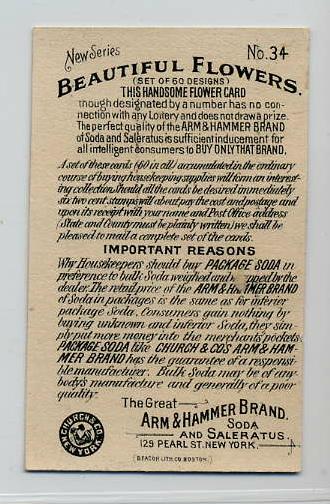 New Series No. 34
BEAUTIFUL FLOWERS.
(SET OF 60 DESIGNS)
THIS HANDSOME FLOWER CARD
though designated by a number has no con-
nection with any Lottery and does not draw a prize.
The perfect quality of the ARM & HAMMER BRAND
of Soda and Saleratus is sufficient inducement for
all intelligent consumers to BUY ONLY THAT BRAND.
A set of these cards (60 in all) accumulated in the ordinary
course of buying housekeeping supplies will form an interest-
ing collection. Should all the cards be desired immediately
six two cent stamps will about pay the cost and postage and
upon its receipt with your name and Post Office address
(State and County must be plainly written) we shall be
pleased to mail a complete set of the cards.
IMPORTANT REASONS
Why Housekeepers should buy PACKAGE SODA in
preference to bulk Soda weighed and wrapped by the
dealer. The retail price of the ARM & HAMMER BRAND
of Soda in packages is the same as for inferior
package Soda. Consumers gain nothing by
buying unknown and inferior Soda, they sim-
ply put more money into the merchants pockets.
PACKAGE SODA like CHURCH & CO'S ARM & HAM-
MER BRAND has the guarantee of a responsi-
ble manufacturer. Bulk Soda may be of any-
body's manufacture and generally of a poor
quality.
The Great
ARM & HAMMER BRAND.
SODA
AND SALERATUS.
129 PEARL ST. NEW YORK.
CHURCH & CO.
NEW YORK
(BEACON LITH. CO. BOSTON.)